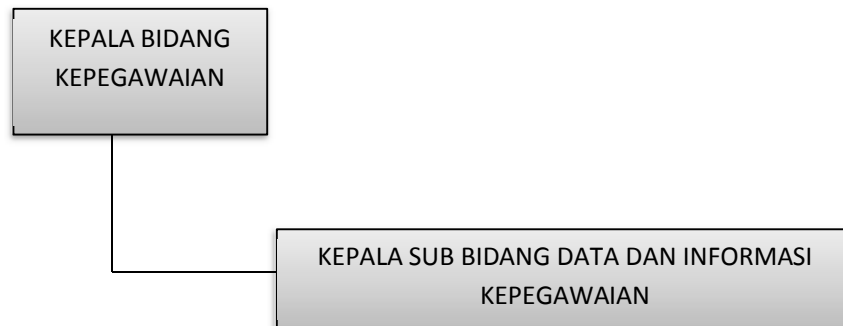 KEPALA BIDANG
KEPEGAWAIAN
KEPALA SUB BIDANG DATA DAN INFORMASI
KEPEGAWAIAN